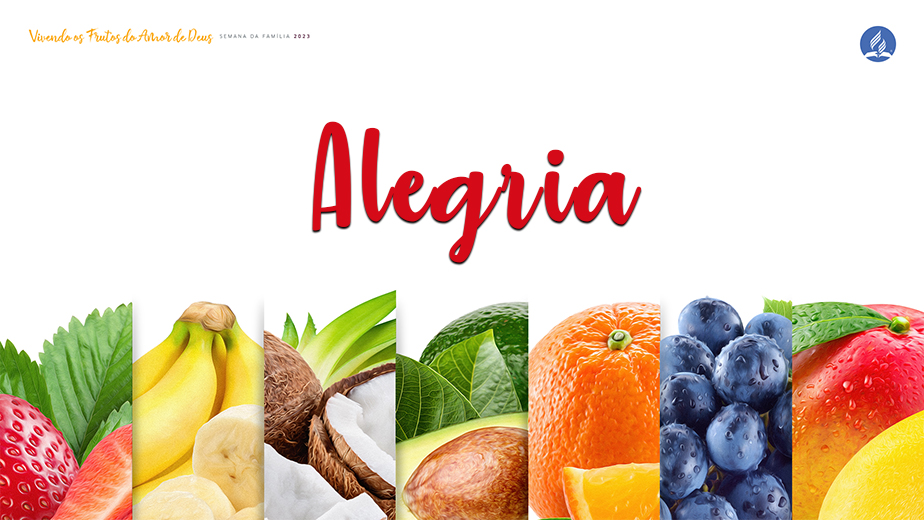 Vivendo os Frutos do Amor de Deus SEMANA DA FAMÍLIA 2023
Alegria